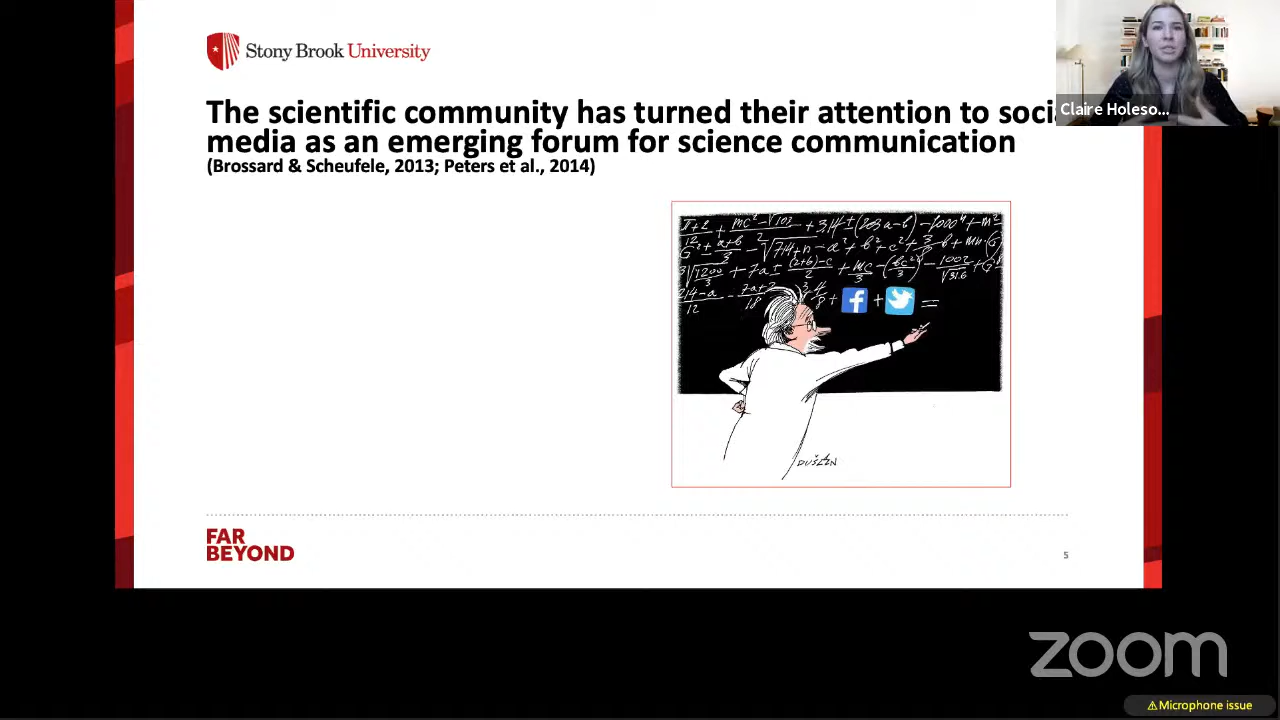 Stony Brook University
The scientific community has turned their attention to soci
media as an emerging forum for science communication
(Brossard & Scheufele, 2013; Peters et al., 2014)
Claire Holeso...
DUŠAN
FAR
BEYOND
5
zoom
⚠Microphone issue